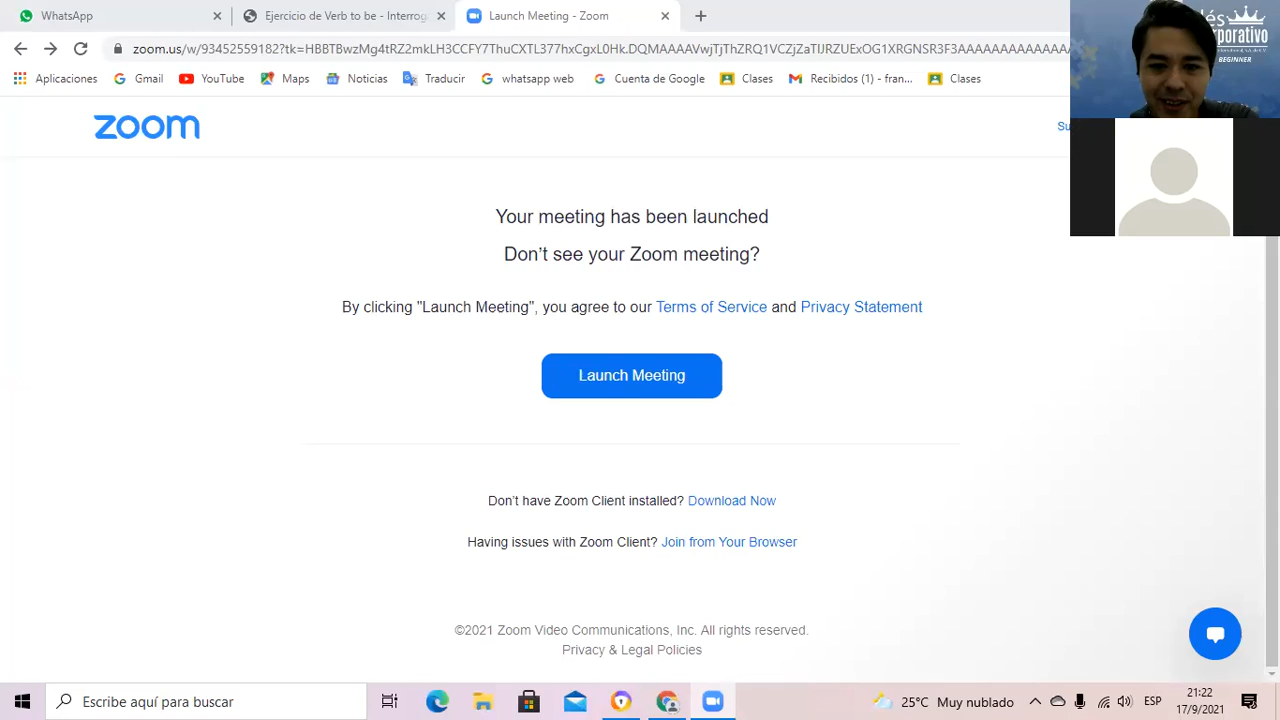 WhatsApp
Ejercicio de Verb to be - Interrog
Launch Meeting - Zoom
zoom.us/w/93452559182?tk=HBBTBwzMg4tRZ2mkLH3CCFY7ThuCXTL377hxCgxL0Hk.DQMAAAAVwjTjThZRQ1VCZjZaTlJRZUExOG1XRGNSR3F3AAAAAAAAAAAA
Aplicaciones
Gmail
YouTube
Maps
Noticias
Traducir
whatsapp web
Cuenta de Google
Clases
Recibidos (1) - fran...
Clases
és
orporativo
BEGINNER
zoom
Su
Your meeting has been launched
Don't see your Zoom meeting?
By clicking "Launch Meeting", you agree to our Terms of Service and Privacy Statement
Launch Meeting
Don't have Zoom Client installed? Download Now
Having issues with Zoom Client? Join from Your Browser
©2021 Zoom Video Communications, Inc. All rights reserved.
Privacy & Legal Policies
Escribe aquí para buscar
25°C Muy nublado
ESP
21:22
17/9/2021